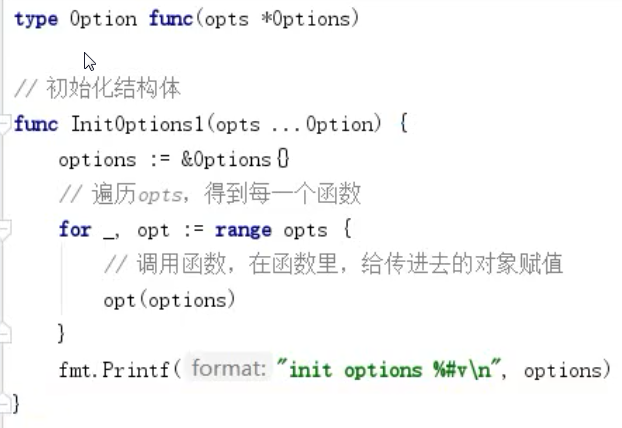 type Option func(opts *Options)
// 初始化结构体
func InitOptions1(opts ...Option) {
options := &Options{}
// 遍历opts，得到每一个函数
for _, opt := range opts {
// 调用函数，在函数里，给传进去的对象赋值
opt(options)
}
fmt.Printf( format: "init options %#v\n", options)
}